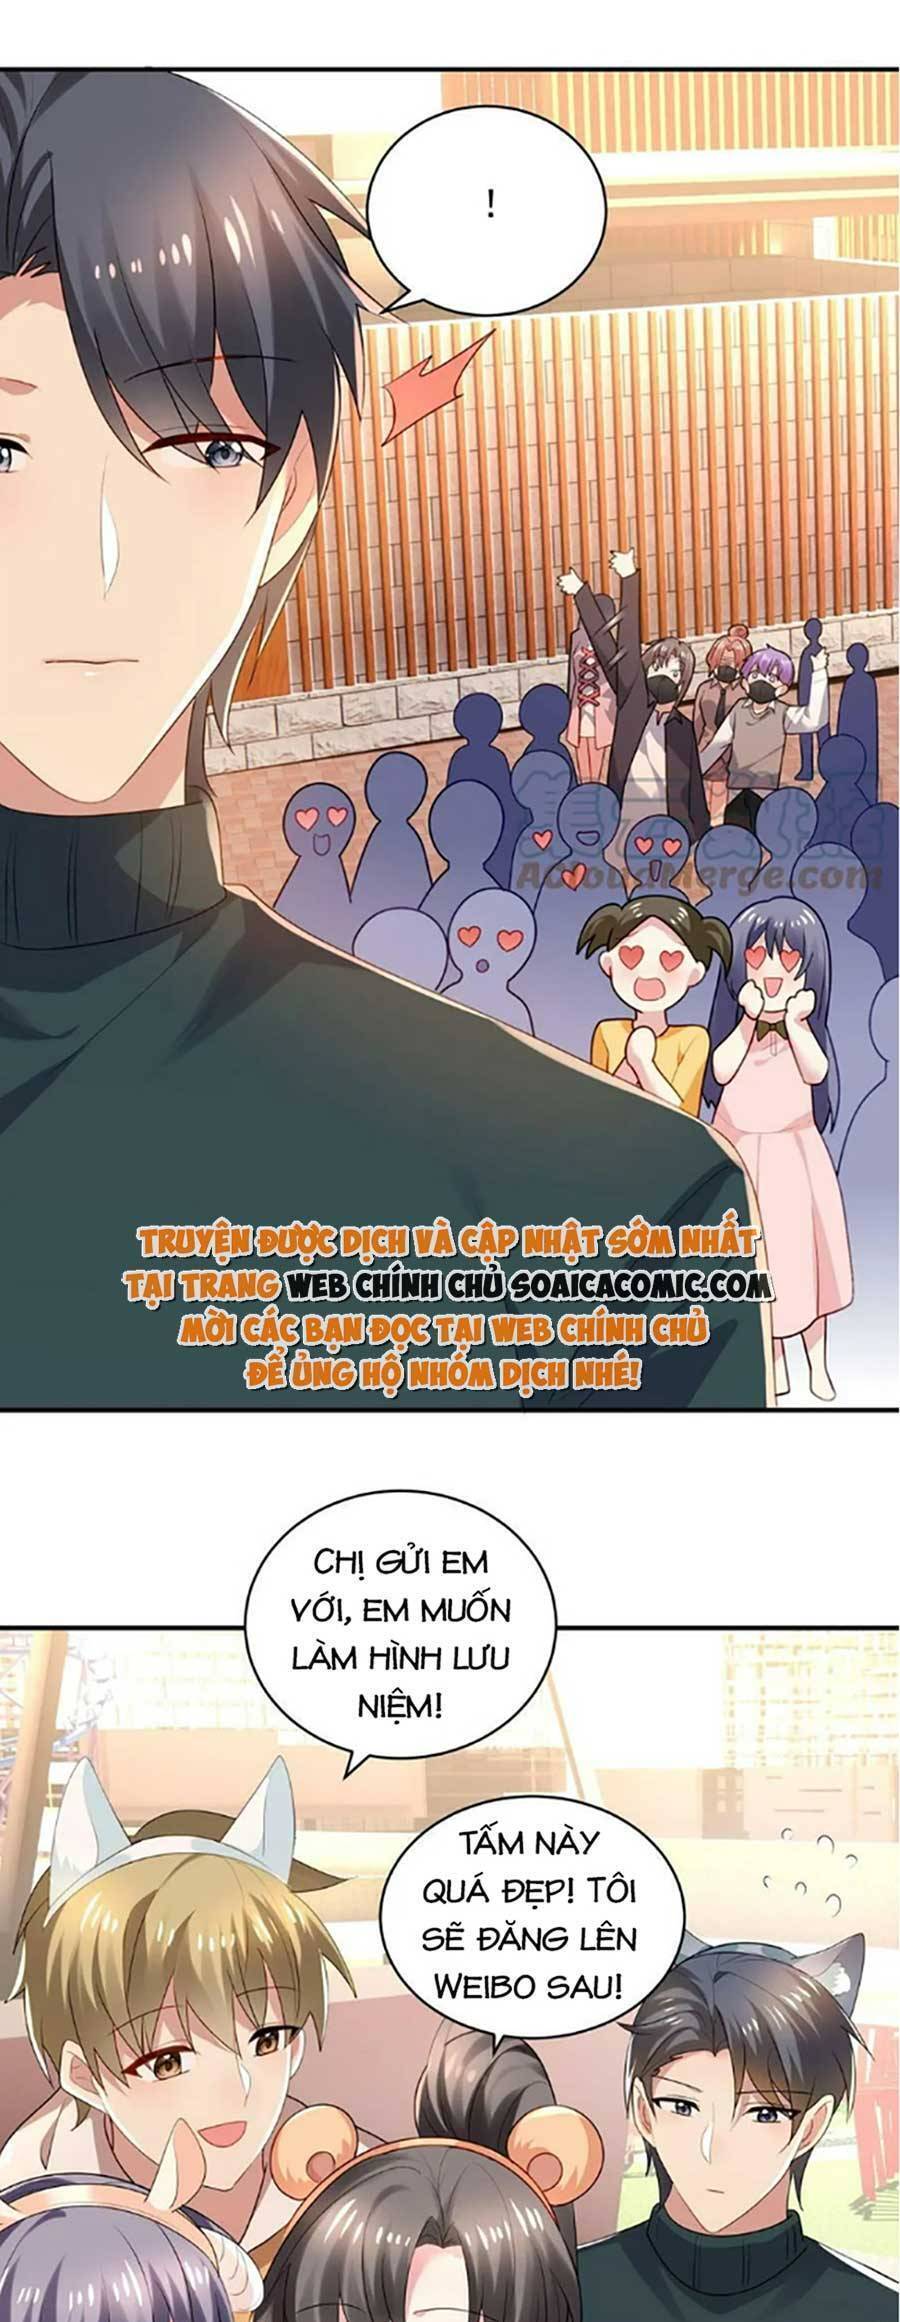 !
AcloudMerge.com
TRUYỆN ĐƯỢC DỊCH VÀ CẬP NHẬT SỚM NHẤT
TẠI TRANG WEB CHÍNH CHỦ SOAICACOMIC.COM
MỜI CÁC BẠN ĐỌC TẠI WEB CHÍNH CHỦ
ĐỂ ỦNG HỘ NHÓM DỊCH NHÉ!
CHỊ GỬI EM
VỚI, EM MUỐN
LÀM HÌNH LƯU
NIỆM!
TẤM NÀY
QUÁ ĐẸP! TÔI
SẼ ĐĂNG LÊN
WEIBO SAU!